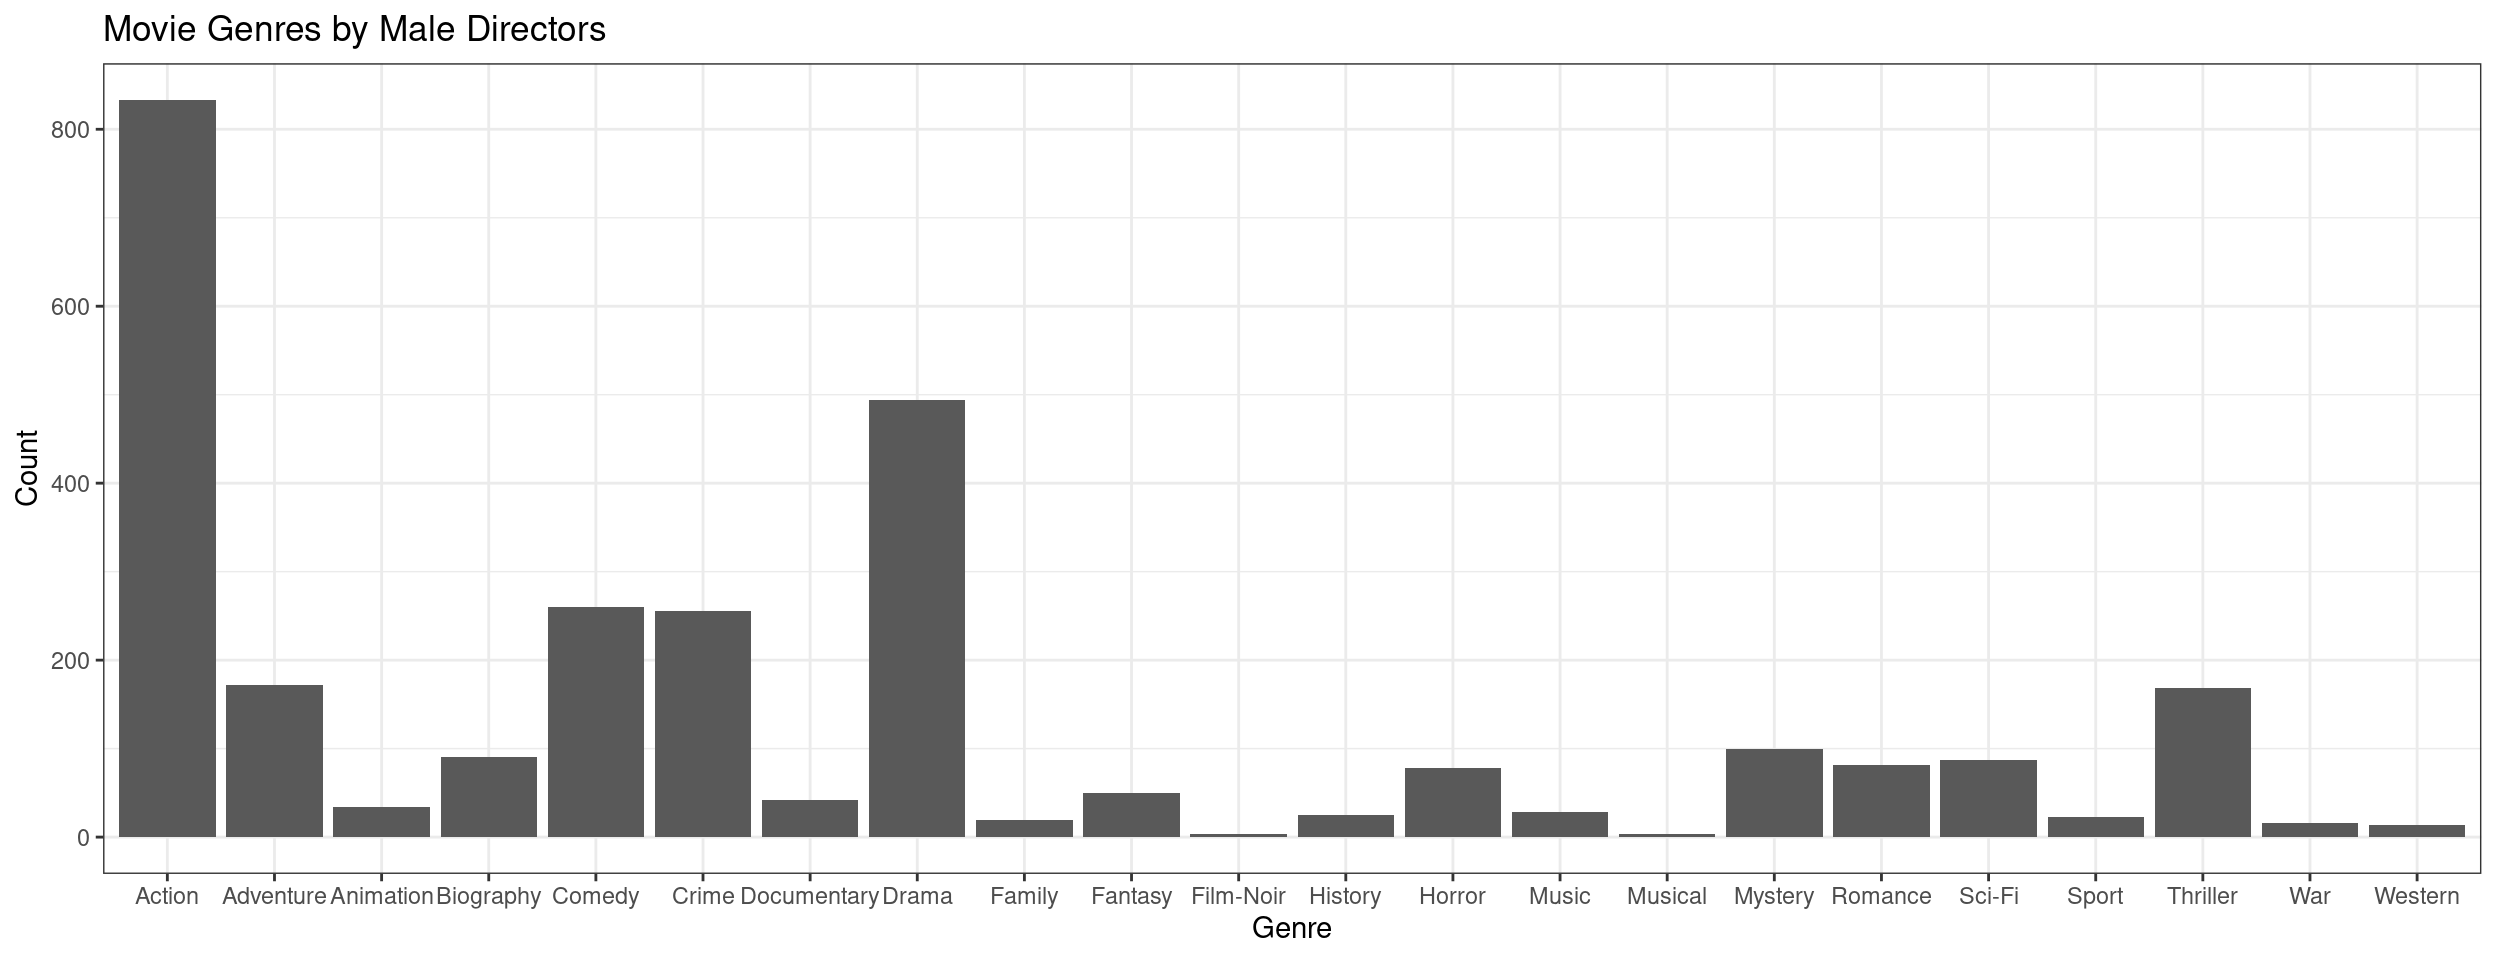 Movie Genres by Male Directors
Count
800
600
400
200
0
Action Adventure Animation Biography Comedy Crime Documentary Drama Family Fantasy Film-Noir History Horror Music Musical Mystery Romance Sci-Fi Sport Thriller War Western
Genre